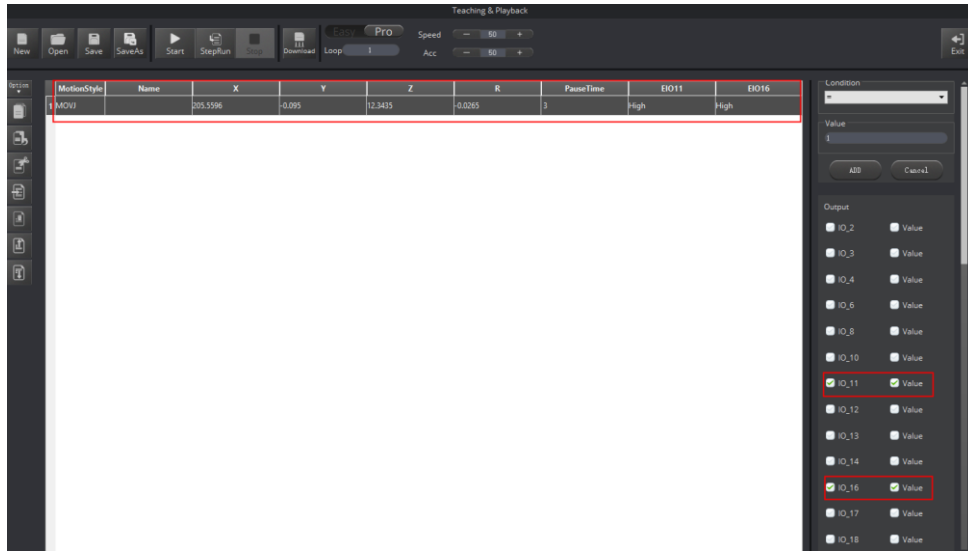 Teaching & Playback
Easy Pro
Speed — 50 +
New Open Save SaveAs Start StepRun Stop Download Loop 1
Acc — 50 +
Exit
Option
MotionStyle Name X Y Z R PauseTime EIO11 EIO16
1 MOVJ 205.5596 -0.095 12.3435 -0.0265 3 High High
Condition
=
Value
1
ADD Cancel
Output
IO_2 Value
IO_3 Value
IO_4 Value
IO_6 Value
IO_8 Value
IO_10 Value
IO_11 Value
IO_12 Value
IO_13 Value
IO_14 Value
IO_16 Value
IO_17 Value
IO_18 Value